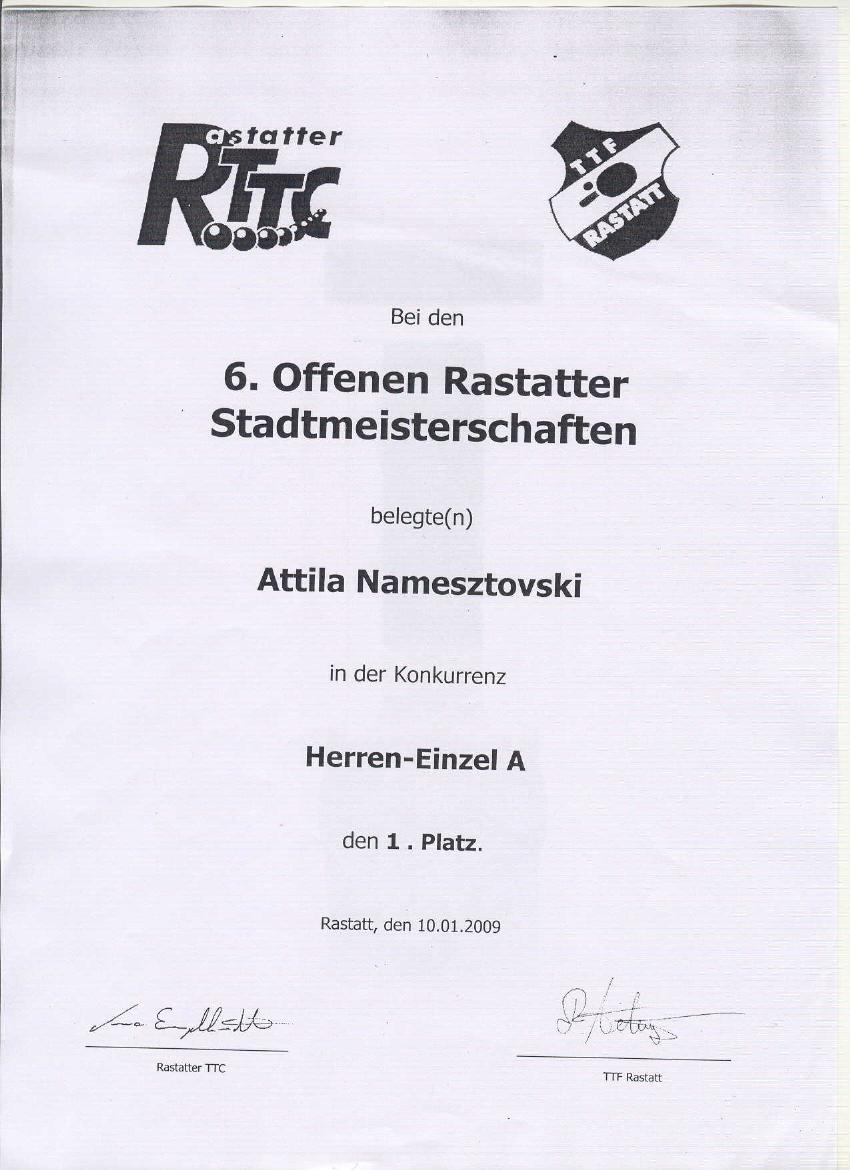 Rastatter
TTC
TTF
RASTATT
Bei den
6. Offenen Rastatter
Stadtmeisterschaften
belegte(n)
Attila Namesztovski
in der Konkurrenz
Herren-Einzel A
den 1 . Platz.
Rastatt, den 10.01.2009
Rastatter TTC
TTF Rastatt